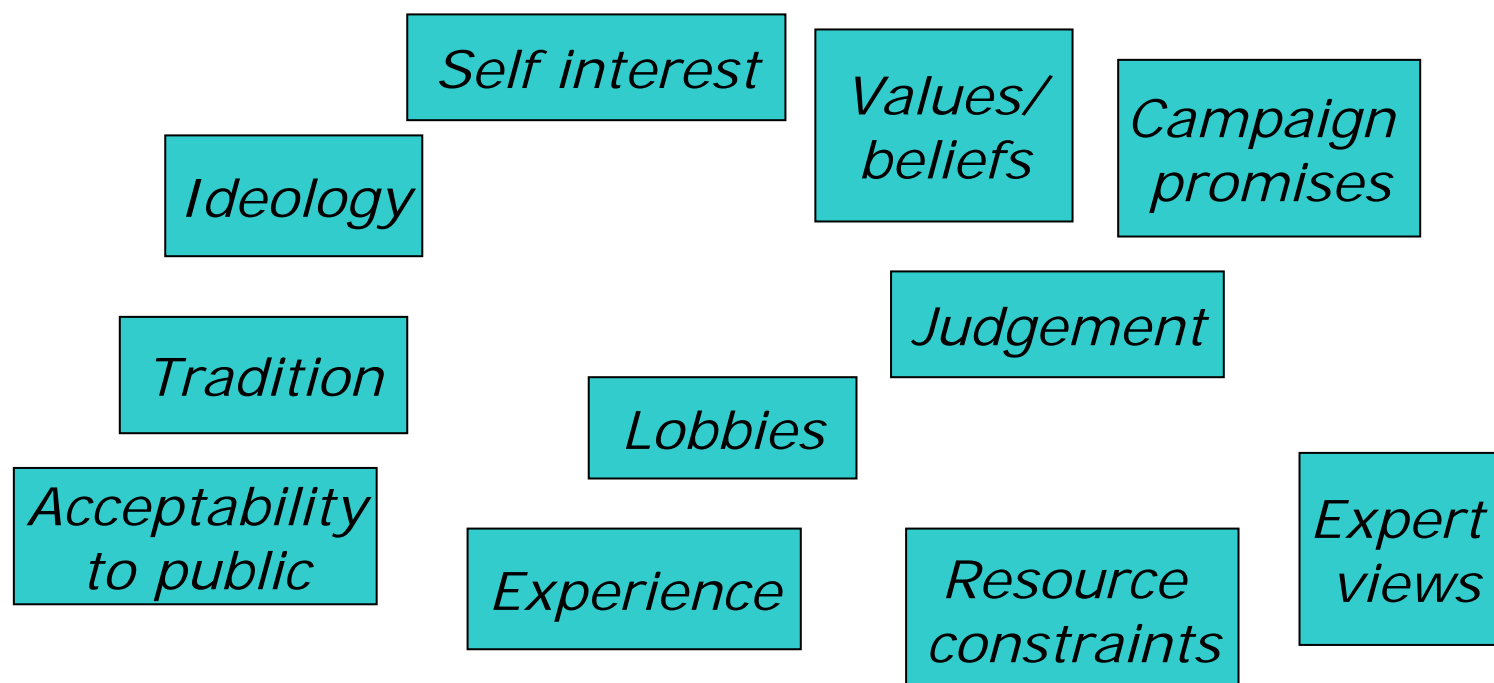 Self interest
Values/
beliefs
Campaign
promises
Ideology
Judgement
Tradition
Lobbies
Acceptability
to public
Experience
Resource
constraints
Expert
views